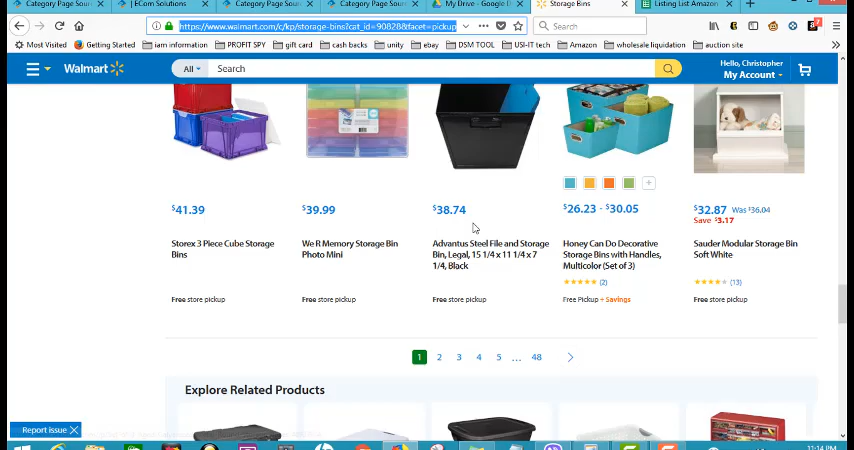 Category Page Sour
ECom Solutions
Category Page Sour
Category Page Sour
My Drive - Google D
Storage Bins
Listing List Amazon
https://www.walmart.com/c/kp/storage-bins?cat_id=90828&facet=pickup
Search
Most Visited
Getting Started
iam information
PROFIT SPY
gift card
cash backs
unity
ebay
DSM TOOL
USI-IT tech
Amazon
wholesale liquidation
auction site
Walmart
All
Search
Hello, Christopher
My Account
$41.39
$39.99
$38.74
$26.23 - $30.05
$32.87 Was $36.04
Save $3.17
Storex 3 Piece Cube Storage
Bins
We R Memory Storage Bin
Photo Mini
Advantus Steel File and Storage
Bin, Legal, 15 1/4 x 11 1/4 x 7
1/4, Black
Honey Can Do Decorative
Storage Bins with Handles,
Multicolor (Set of 3)
(2)
Sauder Modular Storage Bin
Soft White
(13)
Free store pickup
Free store pickup
Free store pickup
Free Pickup + Savings
Free store pickup
1 2 3 4 5 ... 48
Explore Related Products
Report issue
11:14 PM